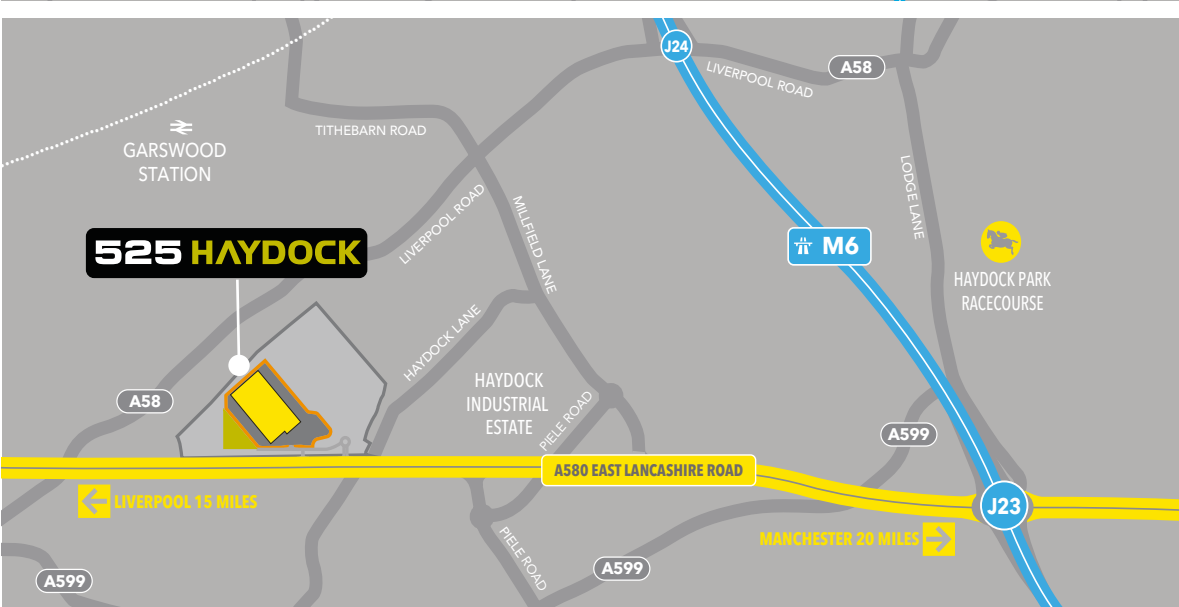 J24
LIVERPOOL ROAD
A58
TITHEBARN ROAD
GARSWOOD
STATION
LIVERPOOL ROAD
MILLFIELD LANE
LODGE LANE
525 HAYDOCK
M6
HAYDOCK PARK
RACECOURSE
HAYDOCK LANE
HAYDOCK
INDUSTRIAL
ESTATE
PIELE ROAD
A58
A599
A580 EAST LANCASHIRE ROAD
LIVERPOOL 15 MILES
J23
MANCHESTER 20 MILES
PIELE ROAD
A599
A599